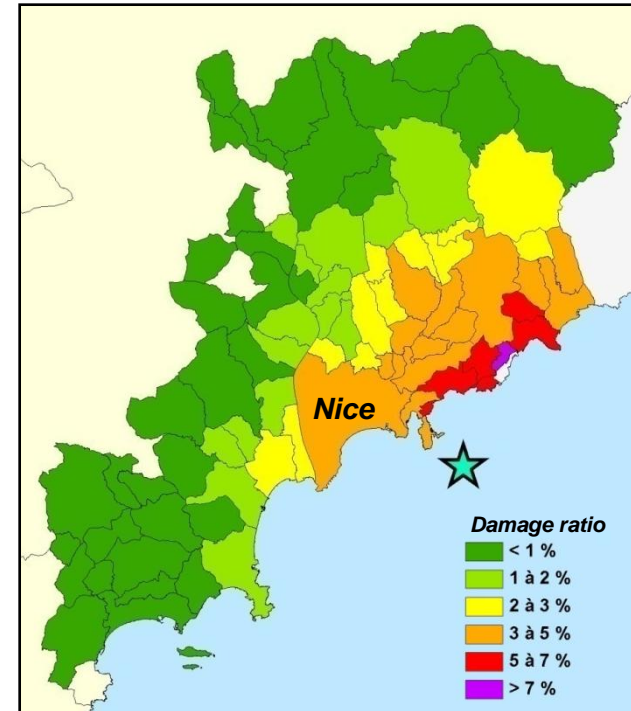 Nice
Damage ratio
< 1 %
1 à 2 %
2 à 3 %
3 à 5 %
5 à 7 %
> 7 %